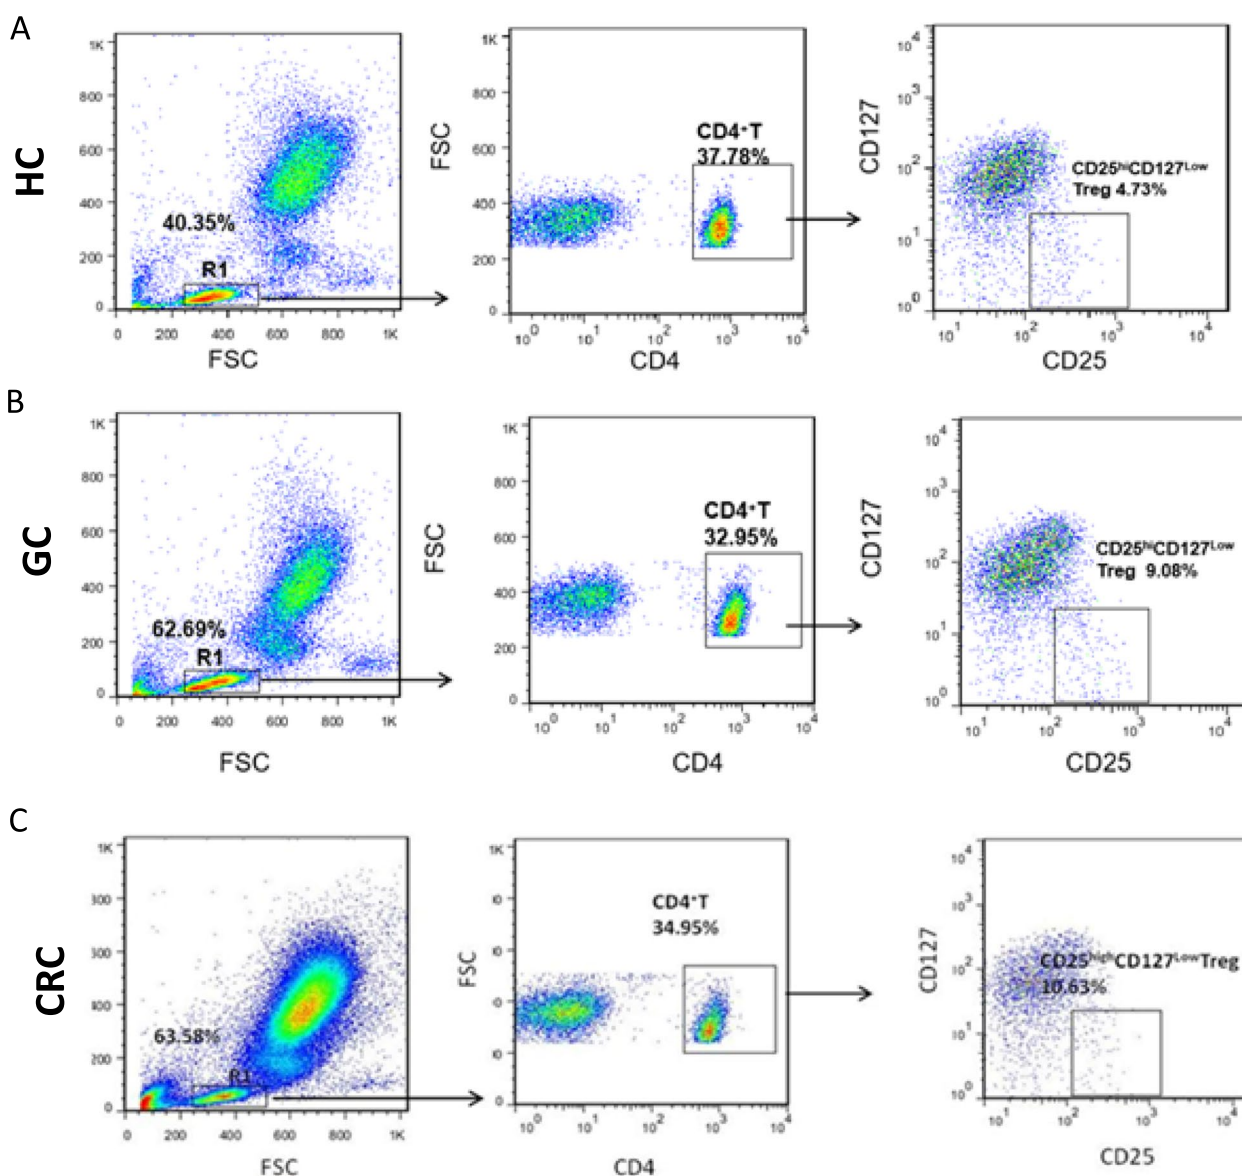 A
HC
1K
800
600
400
200
0
40.35%
R1
0 200 400 600 800 1K
FSC
FSC
1K
800
600
400
200
0
CD4⁺T
37.78%
10⁰ 10¹ 10² 10³ 10⁴
CD4
CD127
10⁴
10³
10²
10¹
10⁰
CD25ʰⁱCD127ᴸᵒʷ
Treg 4.73%
10¹ 10² 10³ 10⁴
CD25
B
GC
1K
800
600
400
200
0
62.69%
R1
0 200 400 600 800 1K
FSC
FSC
1K
800
600
400
200
0
CD4⁺T
32.95%
10⁰ 10¹ 10² 10³ 10⁴
CD4
CD127
10⁴
10³
10²
10¹
10⁰
CD25ʰⁱCD127ᴸᵒʷ
Treg 9.08%
10¹ 10² 10³ 10⁴
CD25
C
CRC
1K
800
600
400
200
0
63.58%
R1
0 200 400 600 800 1K
FSC
FSC
1K
CD4⁺T
34.95%
10⁰ 10¹ 10² 10³ 10⁴
CD4
CD127
10⁴
10³
10²
10¹
10⁰
CD25ʰⁱᵍʰCD127ᴸᵒʷTreg
10.63%
10¹ 10² 10³ 10⁴
CD25